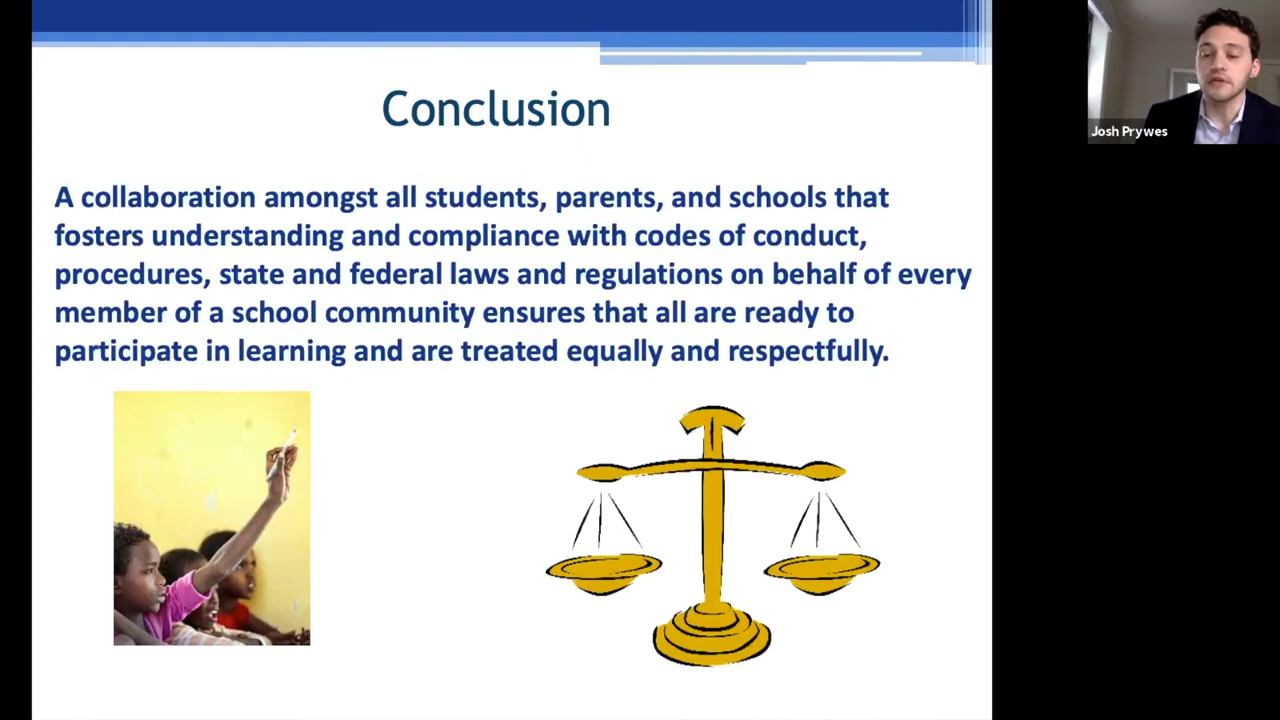 Conclusion
Josh Prywes
A collaboration amongst all students, parents, and schools that
fosters understanding and compliance with codes of conduct,
procedures, state and federal laws and regulations on behalf of every
member of a school community ensures that all are ready to
participate in learning and are treated equally and respectfully.